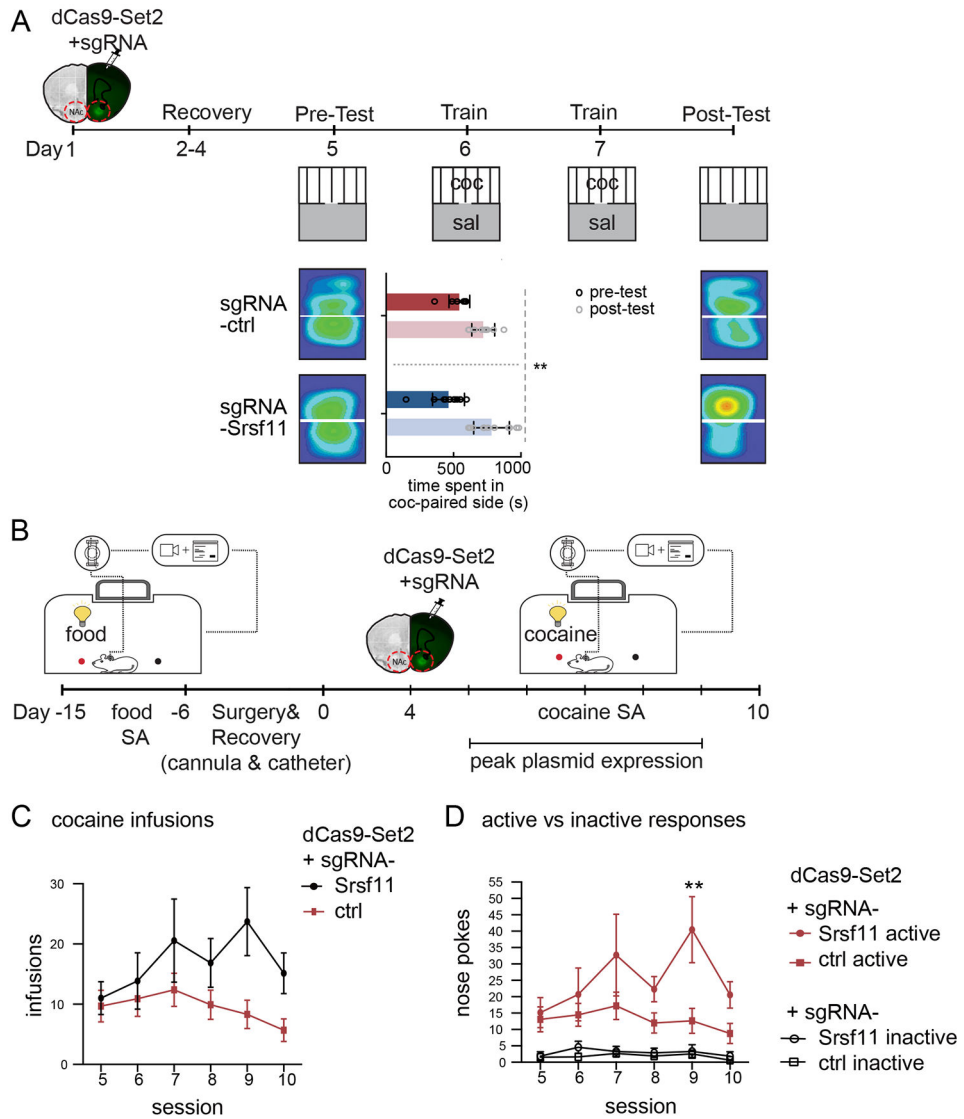 A
dCas9-Set2
+sgRNA
NAc
Recovery
Pre-Test
Train
Train
Post-Test
Day 1
2-4
5
6
7
coc
coc
sal
sal
sgRNA
-ctrl
pre-test
post-test
**
sgRNA
-Srsf11
0
500
1000
time spent in
coc-paired side (s)
B
dCas9-Set2
+sgRNA
food
NAc
cocaine
+
+
Day -15
food
SA
-6
Surgery&
Recovery
(cannula & catheter)
0
4
cocaine SA
10
peak plasmid expression
C cocaine infusions
dCas9-Set2
+ sgRNA-
Srsf11
ctrl
30
20
10
0
infusions
5 6 7 8 9 10
session
D active vs inactive responses
**
55
50
45
40
35
30
25
20
15
10
5
0
nose pokes
5 6 7 8 9 10
session
dCas9-Set2
+ sgRNA-
Srsf11 active
ctrl active
+ sgRNA-
Srsf11 inactive
ctrl inactive